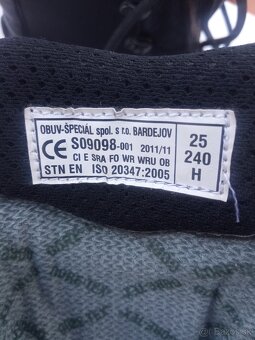 OBUV-ŠPECIÁL spol. s r.o. BARDEJOV
CE S09098-001 2011/11
CI E SRA FO WR WRU OB
STN EN ISO 20347:2005
25
240
H